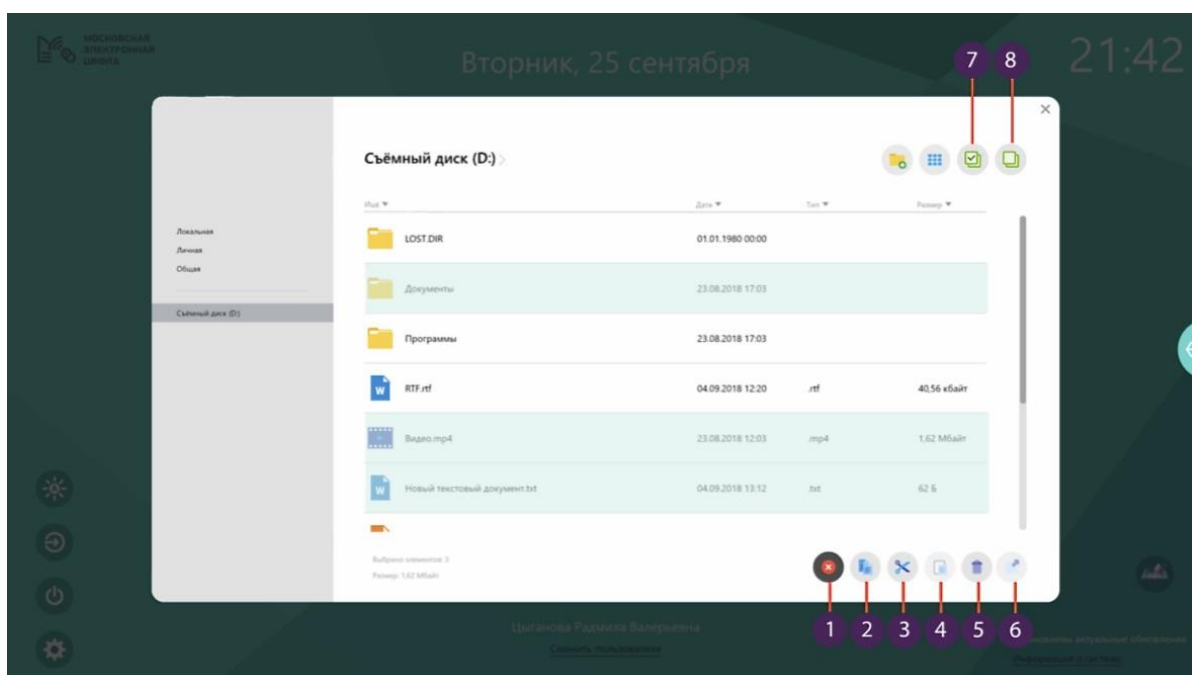 МОСКОВСКАЯ
ЭЛЕКТРОННАЯ
ШКОЛА
Вторник, 25 сентября
21:42
7 8
Съёмный диск (D:)
Имя Дата Тип Размер
Локальная
Личная
Общая
Съёмный диск (D:)
LOST.DIR 01.01.1980 00:00
Документы 23.08.2018 17:03
Программы 23.08.2018 17:03
RTF.rtf 04.09.2018 12:20 .rtf 40,56 кбайт
Видео.mp4 23.08.2018 12:03 .mp4 1,62 Мбайт
Новый текстовый документ.txt 04.09.2018 13:12 .txt 62 Б
Выбрано элементов: 3
Размер: 1,62 Мбайт
1 2 3 4 5 6
Цыганова Радмила Валерьевна
Сменить пользователя
актуальные обновления
Информация о системе